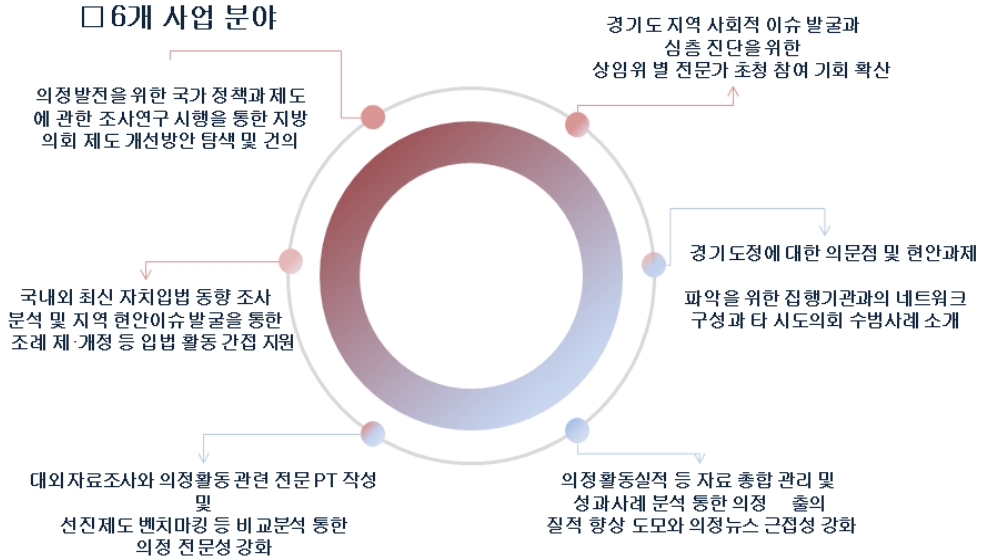 □ 6개 사업 분야
의정발전을 위한 국가 정책과 제도
에 관한 조사연구 시행을 통한 지방
의회 제도 개선방안 탐색 및 건의
경기도 지역 사회적 이슈 발굴과
심층 진단을 위한
상임위 별 전문가 초청 참여 기회 확산
경기도정에 대한 의문점 및 현안과제
파악을 위한 집행기관과의 네트워크
구성과 타 시도의회 수범사례 소개
국내외 최신 자치입법 동향 조사
분석 및 지역 현안이슈 발굴을 통한
조례 제·개정 등 입법 활동 간접 지원
대외자료조사와 의정활동 관련 전문 PT 작성
및
선진제도 벤치마킹 등 비교분석 통한
의정 전문성 강화
의정활동실적 등 자료 총합 관리 및
성과사례 분석 통한 의정 출의
질적 향상 도모와 의정뉴스 근접성 강화